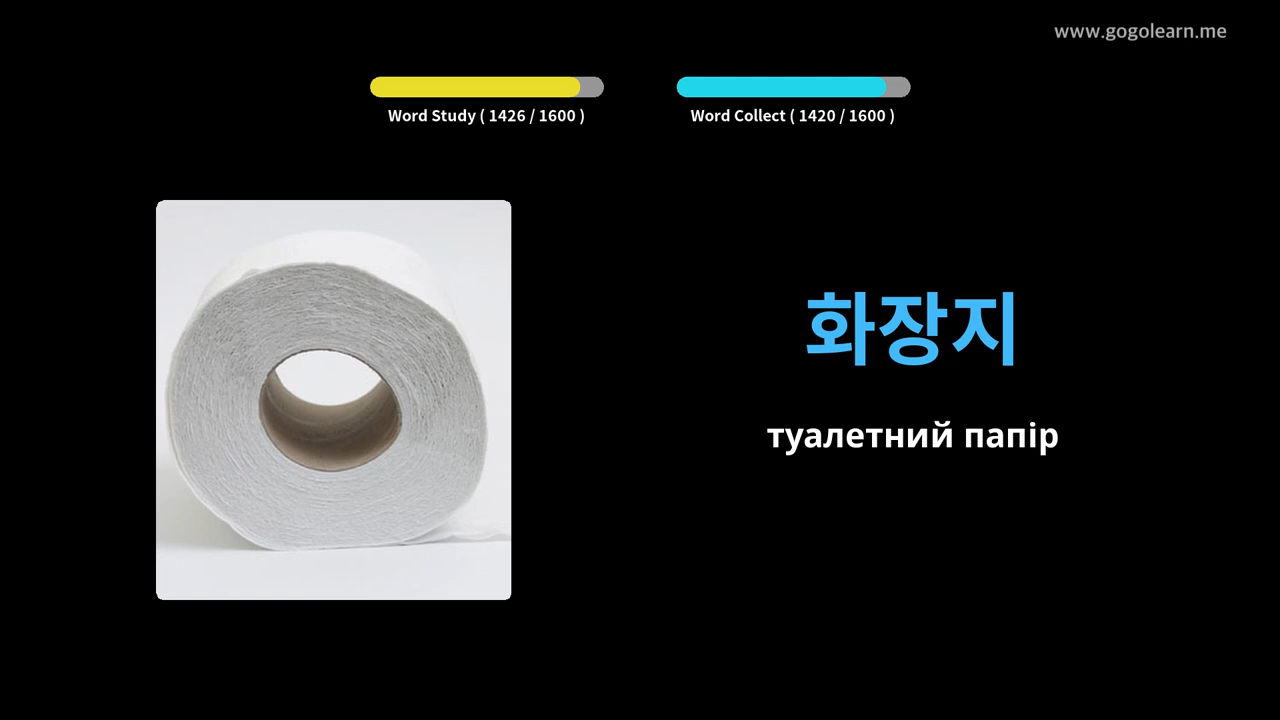 www.gogolearn.me
Word Study ( 1426 / 1600 )
Word Collect ( 1420 / 1600 )
화장지
туалетний папір